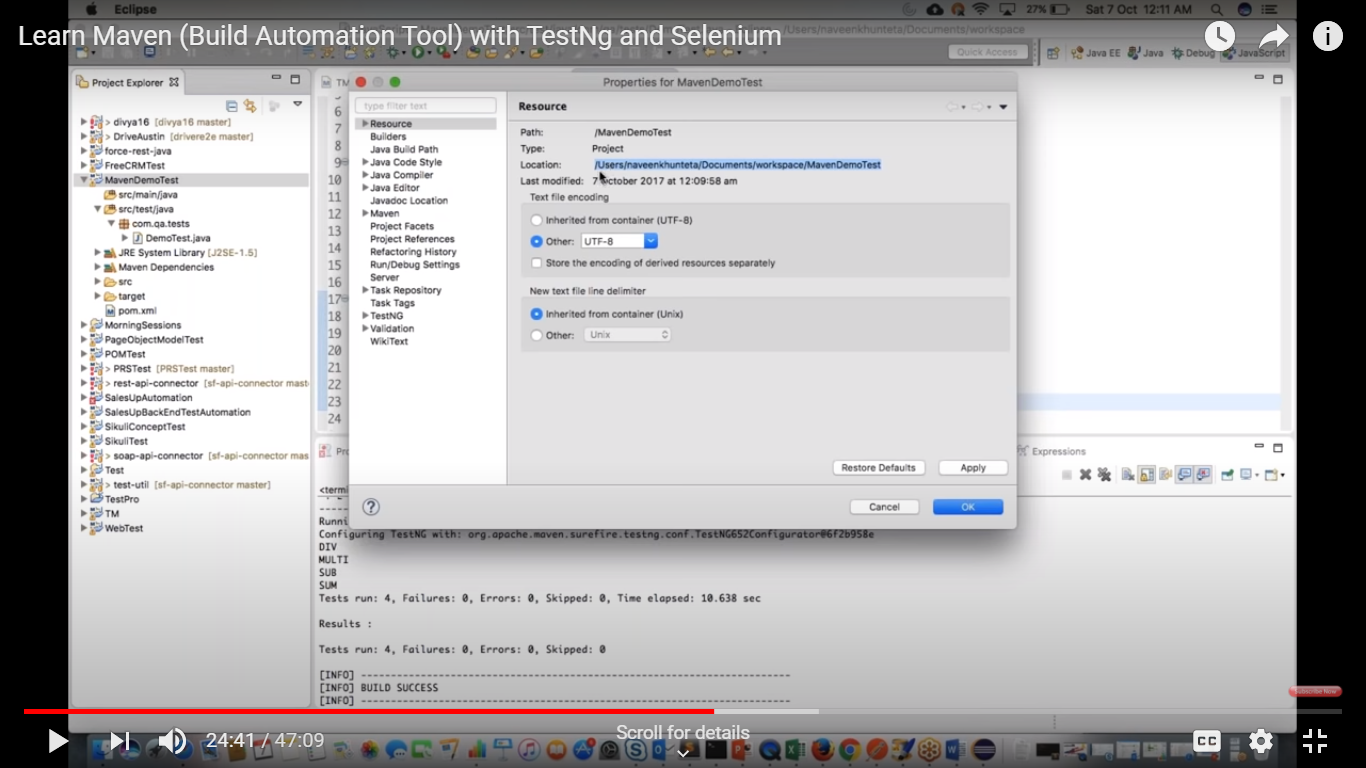 Eclipse
27%
Sat 7 Oct 12:11 AM
Learn Maven (Build Automation Tool) with TestNg and Selenium
/Users/naveenkhunteta/Documents/workspace
Quick Access
Java EE
Java
Debug
JavaScript
Project Explorer
> divya16 [divya16 master]
> DriveAustin [drivere2e master]
force-rest-java
FreeCRMTest
MavenDemoTest
src/main/java
src/test/java
com.qa.tests
DemoTest.java
JRE System Library [J2SE-1.5]
Maven Dependencies
src
target
pom.xml
MorningSessions
PageObjectModelTest
POMTest
> PRSTest [PRSTest master]
> rest-api-connector [sf-api-connector mast
SalesUpAutomation
SalesUpBackEndTestAutomation
SikuliConceptTest
SikuliTest
> soap-api-connector [sf-api-connector mas
Test
> test-util [sf-api-connector master]
TestPro
TM
WebTest
TM
6
7
8
9
10
11
12
13
14
15
16
17
18
19
20
21
22
23
24
Properties for MavenDemoTest
type filter text
Resource
Builders
Java Build Path
Java Code Style
Java Compiler
Java Editor
Javadoc Location
Maven
Project Facets
Project References
Refactoring History
Run/Debug Settings
Server
Task Repository
Task Tags
TestNG
Validation
WikiText
Resource
Path: /MavenDemoTest
Type: Project
Location: /Users/naveenkhunteta/Documents/workspace/MavenDemoTest
Last modified: 7 October 2017 at 12:09:58 am
Text file encoding
Inherited from container (UTF-8)
Other: UTF-8
Store the encoding of derived resources separately
New text file line delimiter
Inherited from container (Unix)
Other: Unix
Restore Defaults
Apply
?
Cancel
OK
Expressions
<termi
Runni
Configuring TestNG with: org.apache.maven.surefire.testng.conf.TestNG652Configurator@6f2b958e
DIV
MULTI
SUB
SUM
Tests run: 4, Failures: 0, Errors: 0, Skipped: 0, Time elapsed: 10.638 sec
Results :
Tests run: 4, Failures: 0, Errors: 0, Skipped: 0
[INFO] ------------------------------------------------------------------------
[INFO] BUILD SUCCESS
[INFO] ------------------------------------------------------------------------
Subscribe Now
24:41 / 47:09
Scroll for details
CC